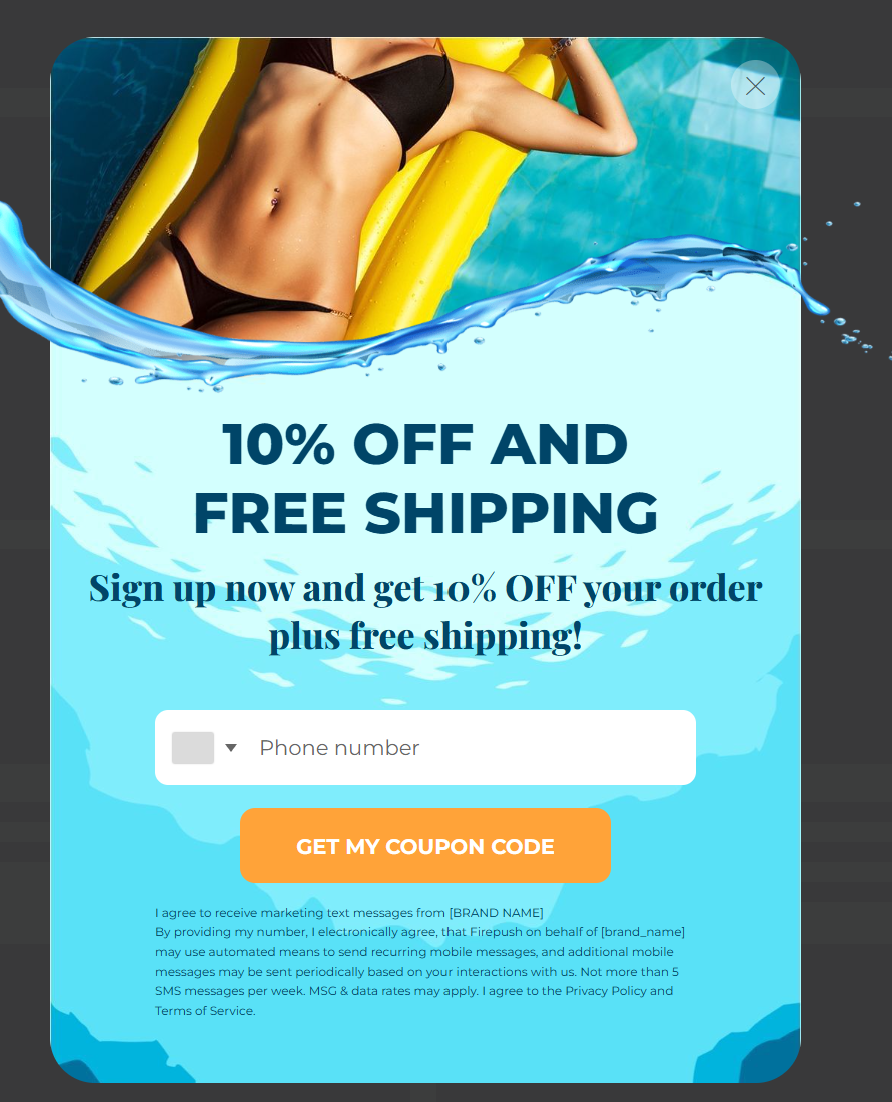 10% OFF AND
FREE SHIPPING
Sign up now and get 10% OFF your order
plus free shipping!
Phone number
GET MY COUPON CODE
I agree to receive marketing text messages from [BRAND NAME]
By providing my number, I electronically agree, that Firepush on behalf of [brand_name]
may use automated means to send recurring mobile messages, and additional mobile
messages may be sent periodically based on your interactions with us. Not more than 5
SMS messages per week. MSG & data rates may apply. I agree to the Privacy Policy and
Terms of Service.